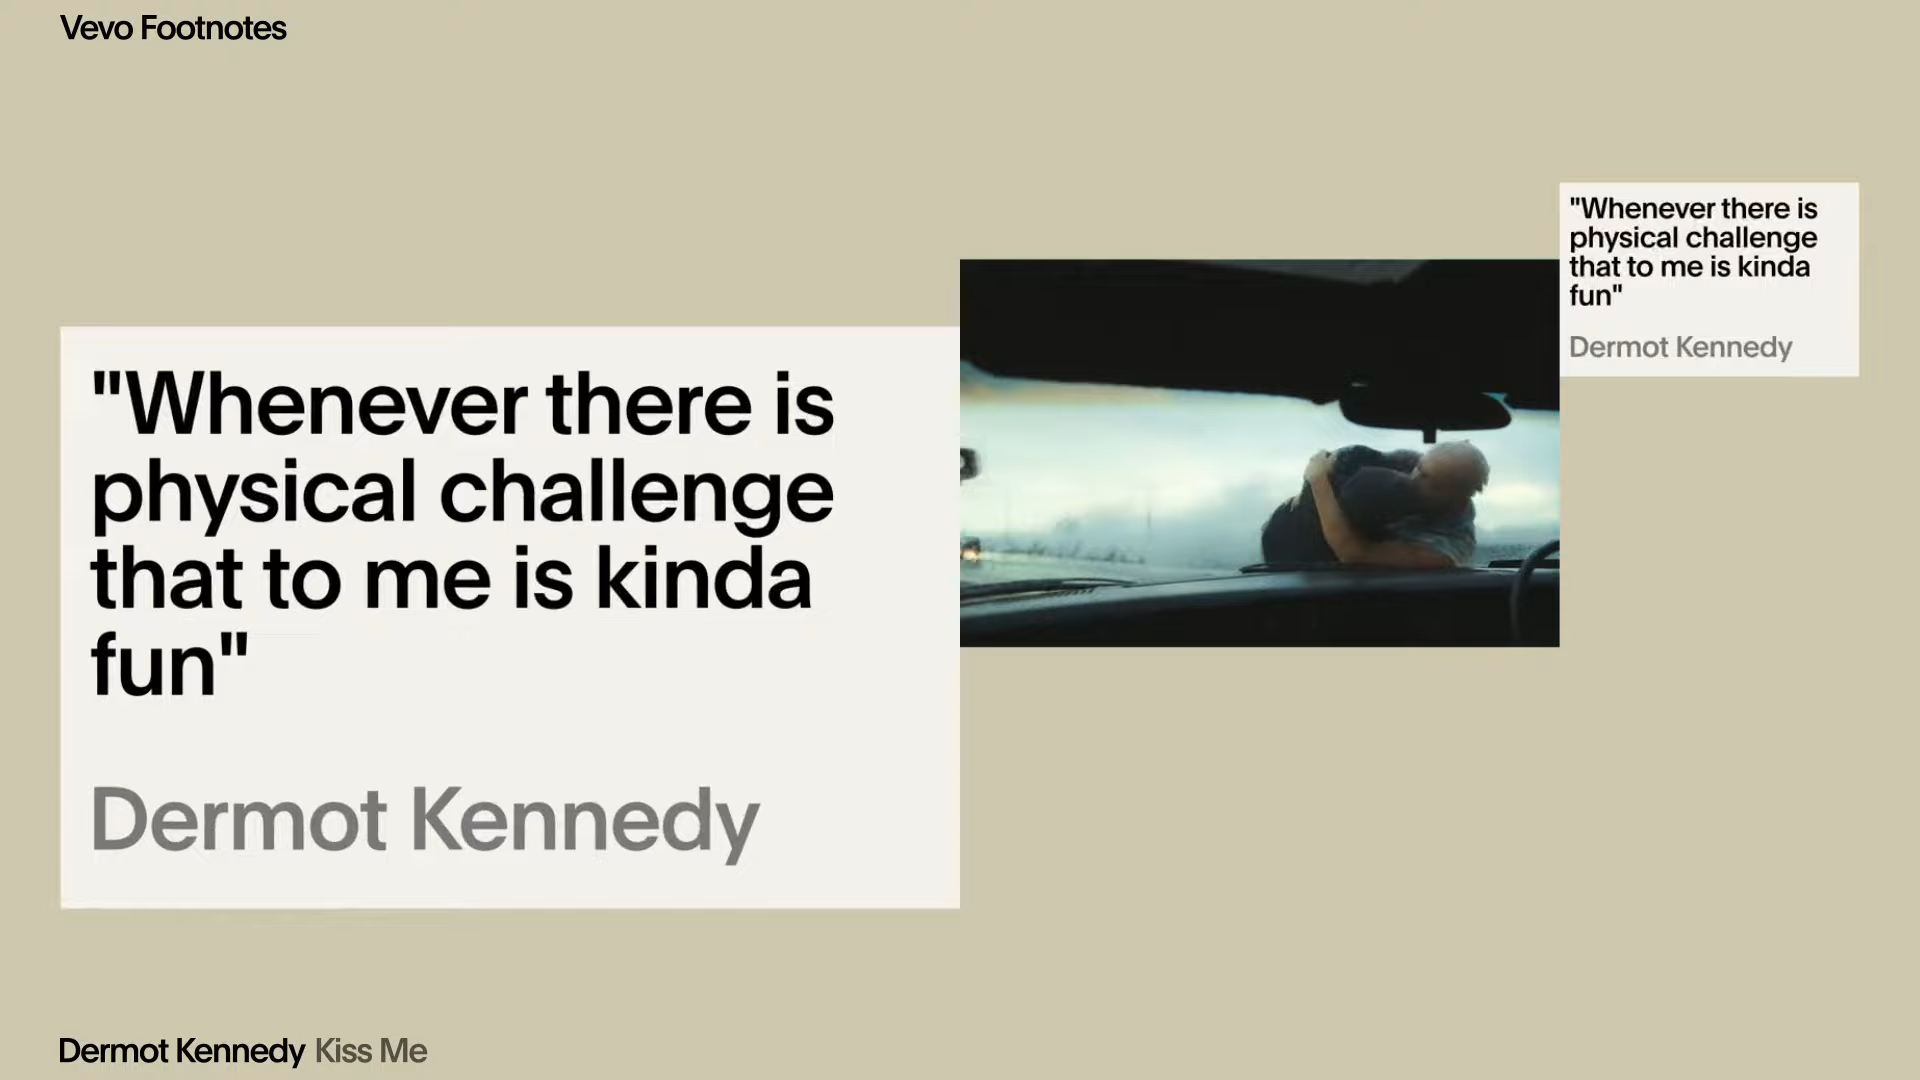 Vevo Footnotes
"Whenever there is
physical challenge
that to me is kinda
fun"
Dermot Kennedy
"Whenever there is
physical challenge
that to me is kinda
fun"
Dermot Kennedy
Dermot Kennedy Kiss Me